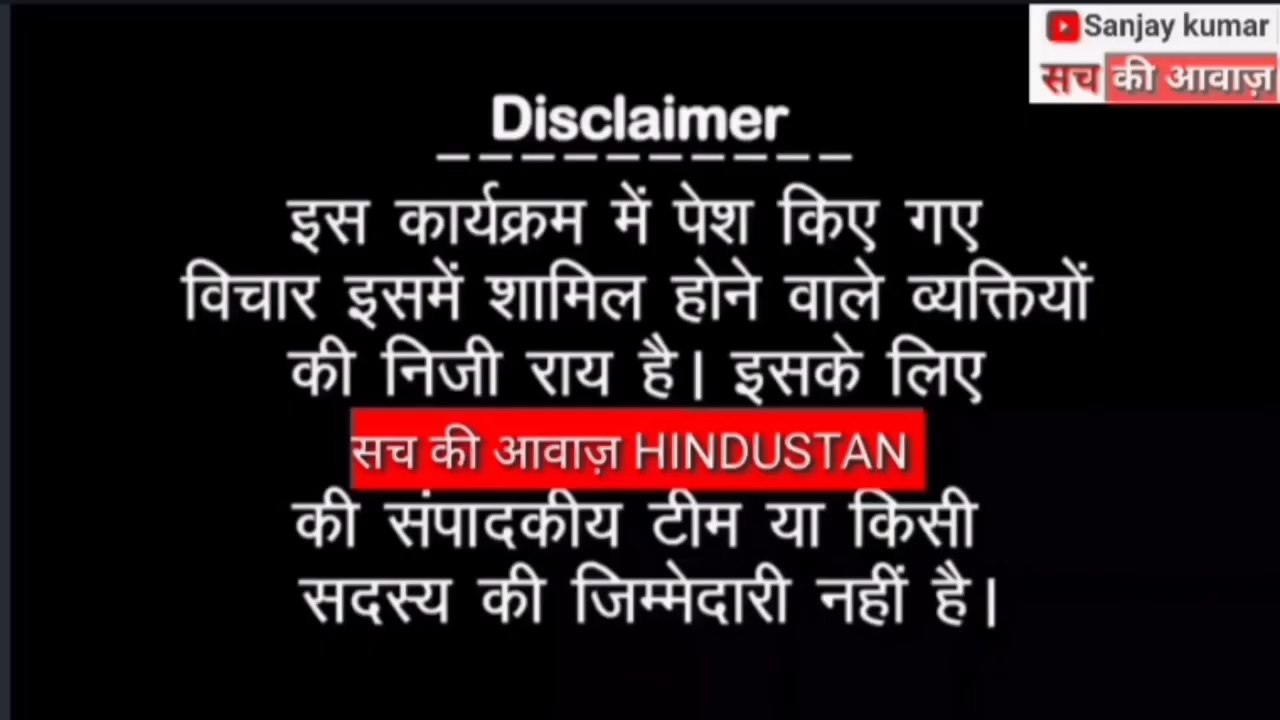 Sanjay kumar
सच की आवाज़
Disclaimer
इस कार्यक्रम में पेश किए गए
विचार इसमें शामिल होने वाले व्यक्तियों
की निजी राय है। इसके लिए
सच की आवाज़ HINDUSTAN
की संपादकीय टीम या किसी
सदस्य की जिम्मेदारी नहीं है।